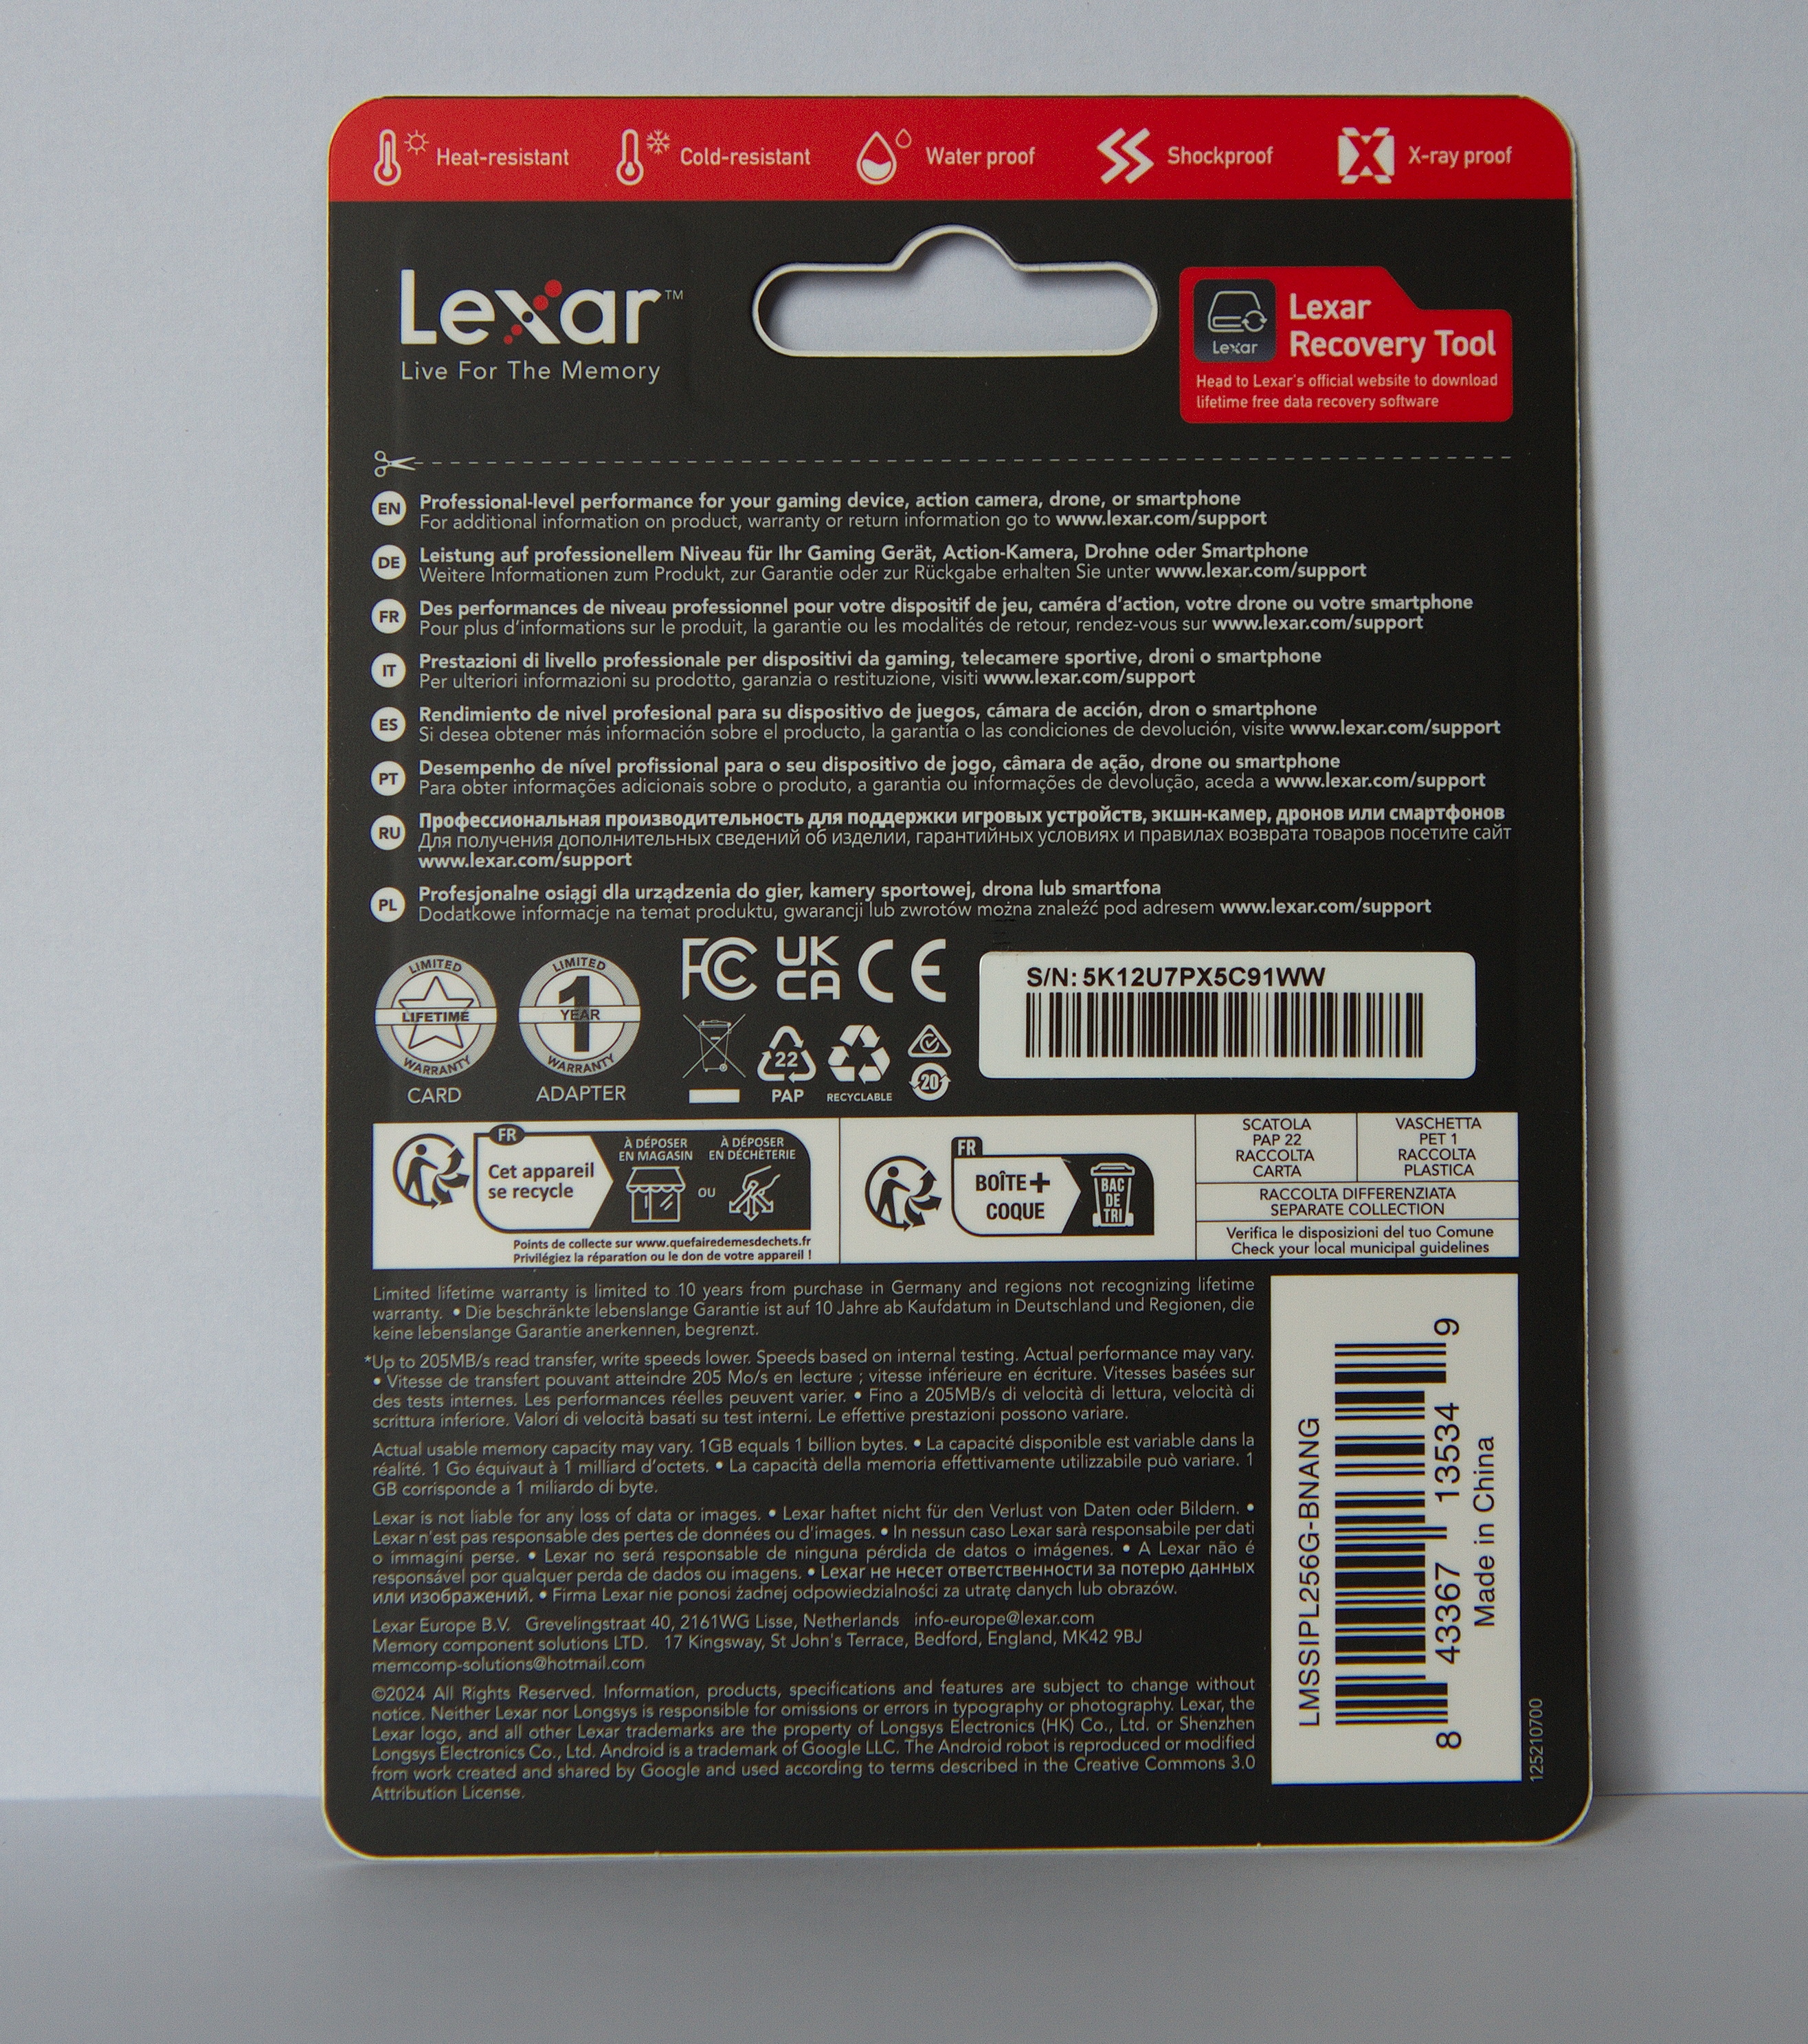 Heat-resistant Cold-resistant Water proof Shockproof X-ray proof
Lexar™
Live For The Memory
Lexar
Lexar
Recovery Tool
Head to Lexar's official website to download
lifetime free data recovery software
EN Professional-level performance for your gaming device, action camera, drone, or smartphone
For additional information on product, warranty or return information go to www.lexar.com/support
DE Leistung auf professionellem Niveau für Ihr Gaming Gerät, Action-Kamera, Drohne oder Smartphone
Weitere Informationen zum Produkt, zur Garantie oder zur Rückgabe erhalten Sie unter www.lexar.com/support
FR Des performances de niveau professionnel pour votre dispositif de jeu, caméra d'action, votre drone ou votre smartphone
Pour plus d'informations sur le produit, la garantie ou les modalités de retour, rendez-vous sur www.lexar.com/support
IT Prestazioni di livello professionale per dispositivi da gaming, telecamere sportive, droni o smartphone
Per ulteriori informazioni su prodotto, garanzia o restituzione, visiti www.lexar.com/support
ES Rendimiento de nivel profesional para su dispositivo de juegos, cámara de acción, dron o smartphone
Si desea obtener más información sobre el producto, la garantía o las condiciones de devolución, visite www.lexar.com/support
PT Desempenho de nível profissional para o seu dispositivo de jogo, câmara de ação, drone ou smartphone
Para obter informações adicionais sobre o produto, a garantia ou informações de devolução, aceda a www.lexar.com/support
RU Профессиональная производительность для поддержки игровых устройств, экшн-камер, дронов или смартфонов
Для получения дополнительных сведений об изделии, гарантийных условиях и правилах возврата товаров посетите сайт
www.lexar.com/support
PL Profesjonalne osiągi dla urządzenia do gier, kamery sportowej, drona lub smartfona
Dodatkowe informacje na temat produktu, gwarancji lub zwrotów można znaleźć pod adresem www.lexar.com/support
LIMITED
LIFETIME
WARRANTY
CARD
LIMITED
1
YEAR
WARRANTY
ADAPTER
FC UK CA CE
22
PAP
RECYCLABLE
20
S/N: 5K12U7PX5C91WW
FR
Cet appareil
se recycle
À DÉPOSER
EN MAGASIN
OU
À DÉPOSER
EN DÉCHÈTERIE
Points de collecte sur www.quefairedemesdechets.fr
Privilégiez la réparation ou le don de votre appareil !
FR
BOÎTE+
COQUE
BAC
DE
TRI
SCATOLA
PAP 22
RACCOLTA
CARTA
VASCHETTA
PET 1
RACCOLTA
PLASTICA
RACCOLTA DIFFERENZIATA
SEPARATE COLLECTION
Verifica le disposizioni del tuo Comune
Check your local municipal guidelines
Limited lifetime warranty is limited to 10 years from purchase in Germany and regions not recognizing lifetime
warranty. • Die beschränkte lebenslange Garantie ist auf 10 Jahre ab Kaufdatum in Deutschland und Regionen, die
keine lebenslange Garantie anerkennen, begrenzt.
*Up to 205MB/s read transfer, write speeds lower. Speeds based on internal testing. Actual performance may vary.
• Vitesse de transfert pouvant atteindre 205 Mo/s en lecture ; vitesse inférieure en écriture. Vitesses basées sur
des tests internes. Les performances réelles peuvent varier. • Fino a 205MB/s di velocità di lettura, velocità di
scrittura inferiore. Valori di velocità basati su test interni. Le effettive prestazioni possono variare.
Actual usable memory capacity may vary. 1GB equals 1 billion bytes. • La capacité disponible est variable dans la
réalité. 1 Go équivaut à 1 milliard d'octets. • La capacità della memoria effettivamente utilizzabile può variare. 1
GB corrisponde a 1 miliardo di byte.
Lexar is not liable for any loss of data or images. • Lexar haftet nicht für den Verlust von Daten oder Bildern. •
Lexar n'est pas responsable des pertes de données ou d'images. • In nessun caso Lexar sarà responsabile per dati
o immagini perse. • Lexar no será responsable de ninguna pérdida de datos o imágenes. • A Lexar não é
responsável por qualquer perda de dados ou imagens. • Lexar не несет ответственности за потерю данных
или изображений. • Firma Lexar nie ponosi żadnej odpowiedzialności za utratę danych lub obrazów.
Lexar Europe B.V. Grevelingstraat 40, 2161WG Lisse, Netherlands info-europe@lexar.com
Memory component solutions LTD. 17 Kingsway, St John's Terrace, Bedford, England, MK42 9BJ
memcomp-solutions@hotmail.com
©2024 All Rights Reserved. Information, products, specifications and features are subject to change without
notice. Neither Lexar nor Longsys is responsible for omissions or errors in typography or photography. Lexar, the
Lexar logo, and all other Lexar trademarks are the property of Longsys Electronics (HK) Co., Ltd. or Shenzhen
Longsys Electronics Co., Ltd. Android is a trademark of Google LLC. The Android robot is reproduced or modified
from work created and shared by Google and used according to terms described in the Creative Commons 3.0
Attribution License.
LMSSIPL256G-BNANG
8 43367 13534 9
Made in China
125210700